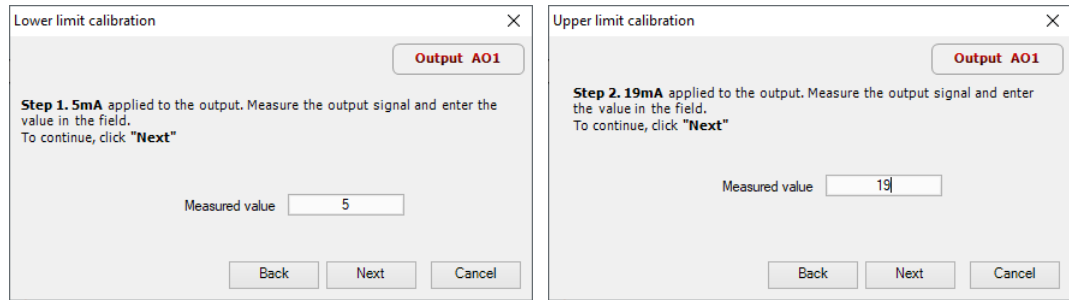 Lower limit calibration
Output AO1
Step 1. 5mA applied to the output. Measure the output signal and enter the
value in the field.
To continue, click "Next"
Measured value 5
Back Next Cancel
Upper limit calibration
Output AO1
Step 2. 19mA applied to the output. Measure the output signal and enter
the value in the field.
To continue, click "Next"
Measured value 19
Back Next Cancel